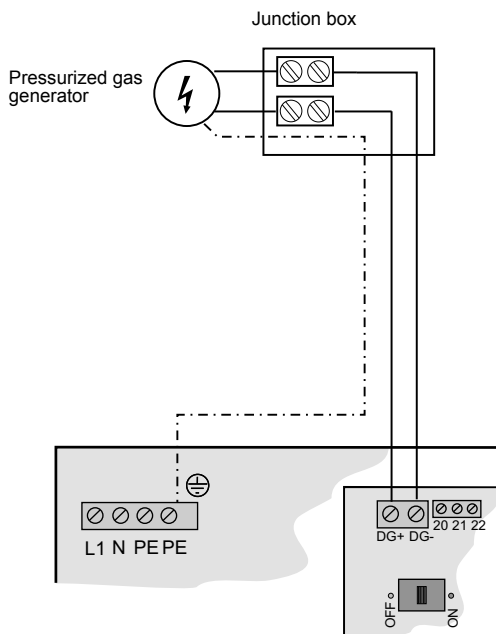 Junction box
Pressurized gas
generator
L1 N PE PE
DG+ DG-
20 21 22
OFF
ON